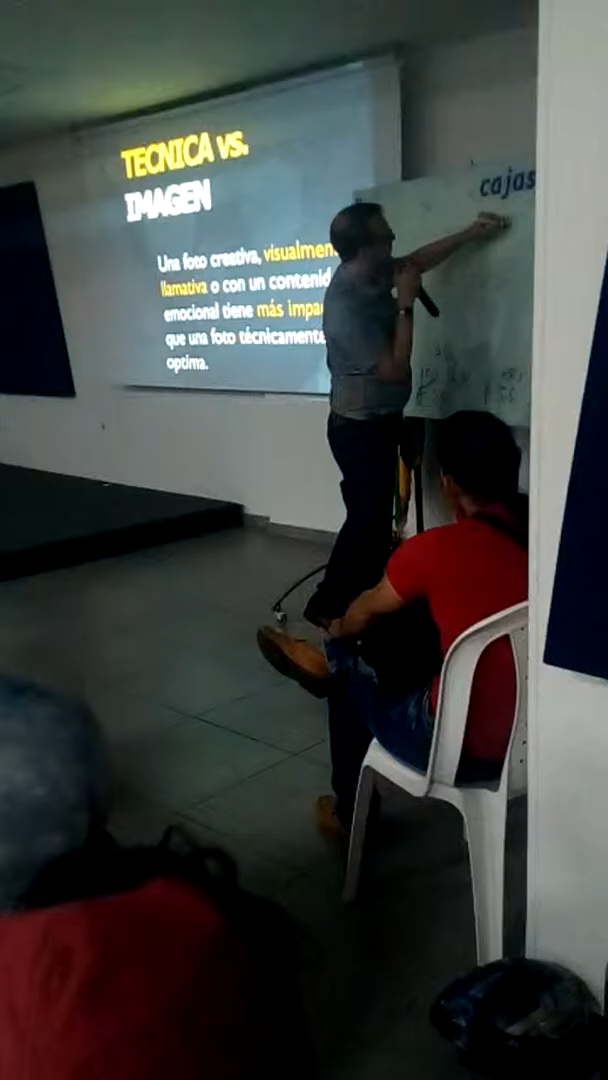 TECNICA vs.
IMAGEN
Una foto creativa, visualmen
llamativa o con un contenid
emocional tiene más impa
que una foto técnicamente
optima.
cajas